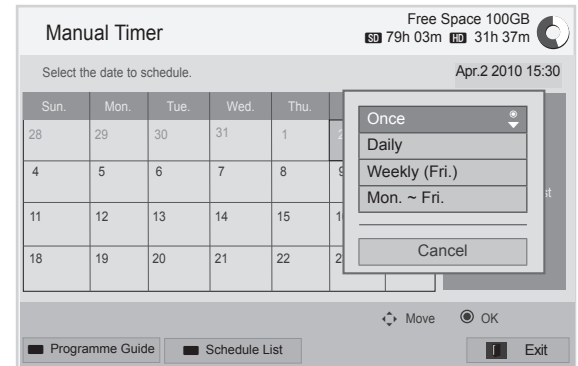 Manual Timer
Free Space 100GB
SD 79h 03m HD 31h 37m
Select the date to schedule.
Apr.2 2010 15:30
Sun. Mon. Tue. Wed. Thu.
28 29 30 31 1
4 5 6 7 8
11 12 13 14 15
18 19 20 21 22
Once
Daily
Weekly (Fri.)
Mon. ~ Fri.
Cancel
Move OK
Programme Guide Schedule List Exit